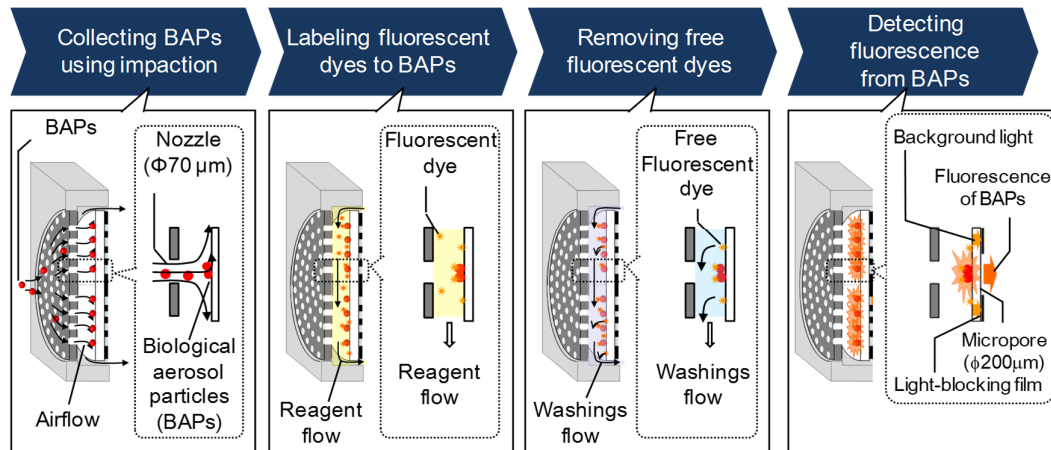 Collecting BAPs
using impaction
Labeling fluorescent
dyes to BAPs
Removing free
fluorescent dyes
Detecting
fluorescence
from BAPs
BAPs
Nozzle
(Φ70 μm)
Biological
aerosol
particles
(BAPs)
Airflow
Fluorescent
dye
Reagent
flow
Reagent
flow
Free
Fluorescent
dye
Washings
flow
Washings
flow
Background light
Fluorescence
of BAPs
Micropore
(ϕ200μm)
Light-blocking film